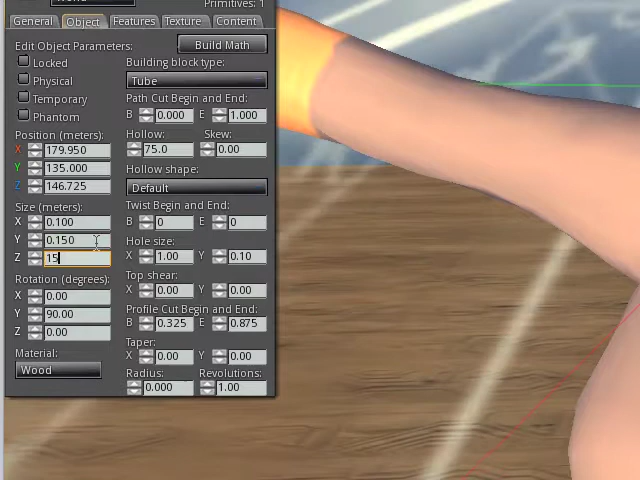 Primitives: 1
General Object Features Texture Content
Edit Object Parameters:
Build Math
Locked
Physical
Temporary
Phantom
Position (meters):
X 179.950
Y 135.000
Z 146.725
Size (meters):
X 0.100
Y 0.150
Z 15
Rotation (degrees):
X 0.00
Y 90.00
Z 0.00
Material:
Wood
Building block type:
Tube
Path Cut Begin and End:
B 0.000 E 1.000
Hollow: Skew:
75.0 0.00
Hollow shape:
Default
Twist Begin and End:
B 0 E 0
Hole size:
X 1.00 Y 0.10
Top shear:
X 0.00 Y 0.00
Profile Cut Begin and End:
B 0.325 E 0.875
Taper:
X 0.00 Y 0.00
Radius: Revolutions:
0.000 1.00